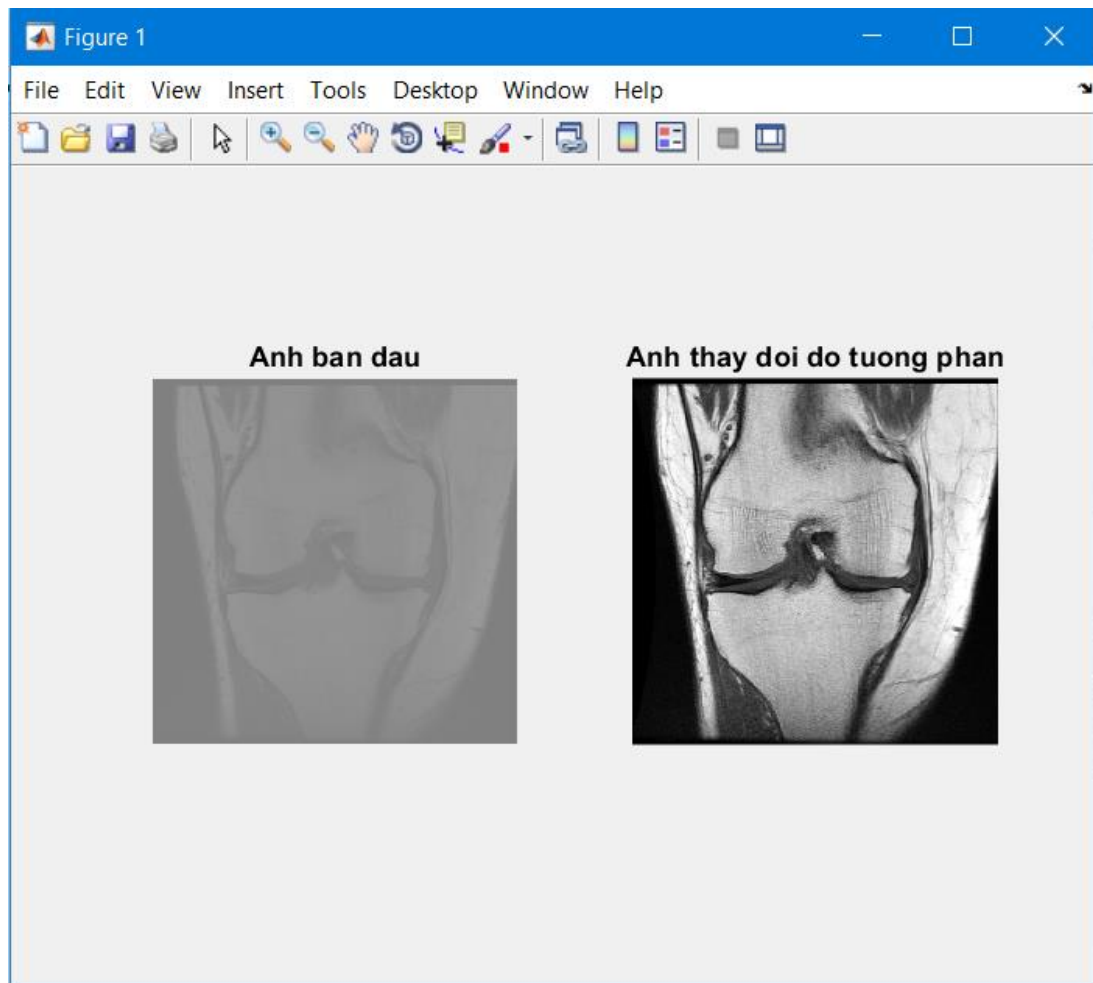 Figure 1
File Edit View Insert Tools Desktop Window Help
Anh ban dau
Anh thay doi do tuong phan